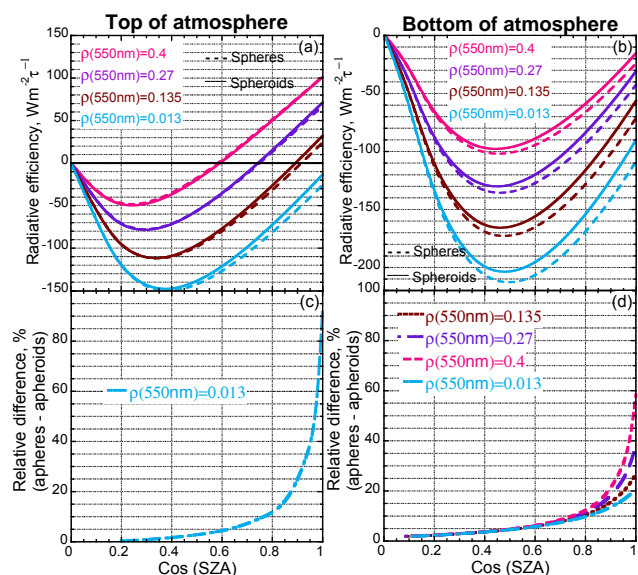 Top of atmosphere
Bottom of atmosphere
(a)
ρ(550nm)=0.4
ρ(550nm)=0.27
ρ(550nm)=0.135
ρ(550nm)=0.013
Spheres
Spheroids
Radiative efficiency, Wm⁻²τ⁻¹
150
100
50
0
-50
-100
-150
(b)
ρ(550nm)=0.4
ρ(550nm)=0.27
ρ(550nm)=0.135
ρ(550nm)=0.013
Spheres
Spheroids
Radiative efficiency, Wm⁻²τ⁻¹
0
-50
-100
-150
-200
100
(c)
ρ(550nm)=0.013
Relative difference, %
(apheres - apheroids)
80
60
40
20
0
0 0.2 0.4 0.6 0.8 1
Cos (SZA)
(d)
ρ(550nm)=0.135
ρ(550nm)=0.27
ρ(550nm)=0.4
ρ(550nm)=0.013
Relative difference, %
(apheres - apheroids)
100
80
60
40
20
0
0 0.2 0.4 0.6 0.8 1
Cos (SZA)